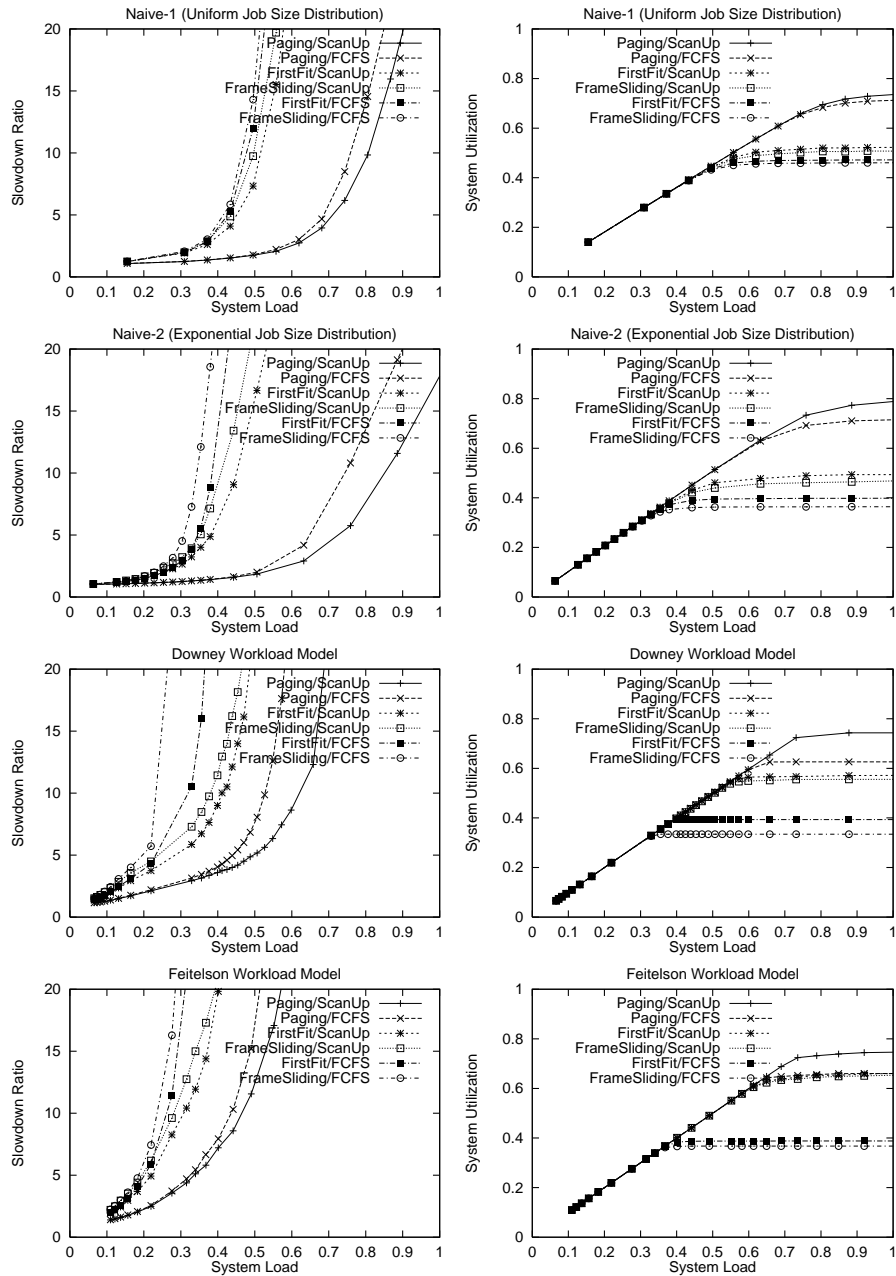 Naive-1 (Uniform Job Size Distribution)
Slowdown Ratio
20
15
10
5
0
Paging/ScanUp
Paging/FCFS
FirstFit/ScanUp
FrameSliding/ScanUp
FirstFit/FCFS
FrameSliding/FCFS
0 0.1 0.2 0.3 0.4 0.5 0.6 0.7 0.8 0.9 1
System Load
Naive-1 (Uniform Job Size Distribution)
System Utilization
1
0.8
0.6
0.4
0.2
0
Paging/ScanUp
Paging/FCFS
FirstFit/ScanUp
FrameSliding/ScanUp
FirstFit/FCFS
FrameSliding/FCFS
0 0.1 0.2 0.3 0.4 0.5 0.6 0.7 0.8 0.9 1
System Load
Naive-2 (Exponential Job Size Distribution)
Slowdown Ratio
20
15
10
5
0
Paging/ScanUp
Paging/FCFS
FirstFit/ScanUp
FrameSliding/ScanUp
FirstFit/FCFS
FrameSliding/FCFS
0 0.1 0.2 0.3 0.4 0.5 0.6 0.7 0.8 0.9 1
System Load
Naive-2 (Exponential Job Size Distribution)
System Utilization
1
0.8
0.6
0.4
0.2
0
Paging/ScanUp
Paging/FCFS
FirstFit/ScanUp
FrameSliding/ScanUp
FirstFit/FCFS
FrameSliding/FCFS
0 0.1 0.2 0.3 0.4 0.5 0.6 0.7 0.8 0.9 1
System Load
Downey Workload Model
Slowdown Ratio
20
15
10
5
0
Paging/ScanUp
Paging/FCFS
FirstFit/ScanUp
FrameSliding/ScanUp
FirstFit/FCFS
FrameSliding/FCFS
0 0.1 0.2 0.3 0.4 0.5 0.6 0.7 0.8 0.9 1
System Load
Downey Workload Model
System Utilization
1
0.8
0.6
0.4
0.2
0
Paging/ScanUp
Paging/FCFS
FirstFit/ScanUp
FrameSliding/ScanUp
FirstFit/FCFS
FrameSliding/FCFS
0 0.1 0.2 0.3 0.4 0.5 0.6 0.7 0.8 0.9 1
System Load
Feitelson Workload Model
Slowdown Ratio
20
15
10
5
0
Paging/ScanUp
Paging/FCFS
FirstFit/ScanUp
FrameSliding/ScanUp
FirstFit/FCFS
FrameSliding/FCFS
0 0.1 0.2 0.3 0.4 0.5 0.6 0.7 0.8 0.9 1
System Load
Feitelson Workload Model
System Utilization
1
0.8
0.6
0.4
0.2
0
Paging/ScanUp
Paging/FCFS
FirstFit/ScanUp
FrameSliding/ScanUp
FirstFit/FCFS
FrameSliding/FCFS
0 0.1 0.2 0.3 0.4 0.5 0.6 0.7 0.8 0.9 1
System Load